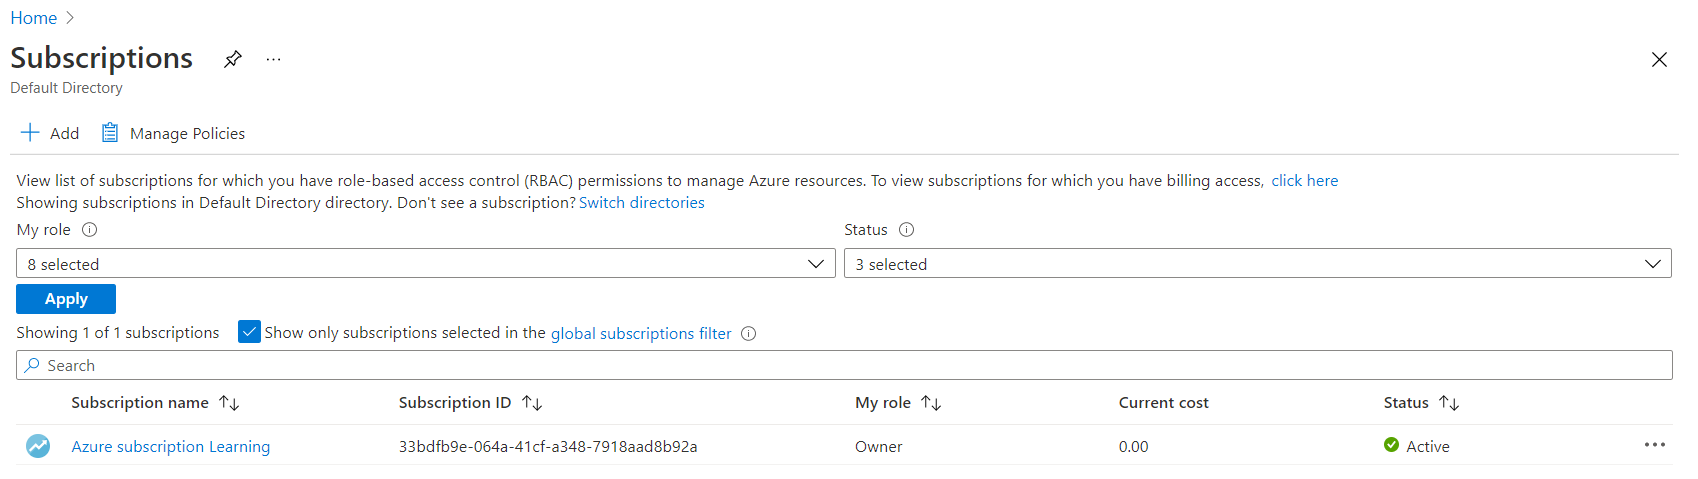 Home
Subscriptions
Default Directory
Add Manage Policies
View list of subscriptions for which you have role-based access control (RBAC) permissions to manage Azure resources. To view subscriptions for which you have billing access, click here
Showing subscriptions in Default Directory directory. Don't see a subscription? Switch directories
My role Status
8 selected 3 selected
Apply
Showing 1 of 1 subscriptions Show only subscriptions selected in the global subscriptions filter
Search
Subscription name Subscription ID My role Current cost Status
Azure subscription Learning 33bdfb9e-064a-41cf-a348-7918aad8b92a Owner 0.00 Active